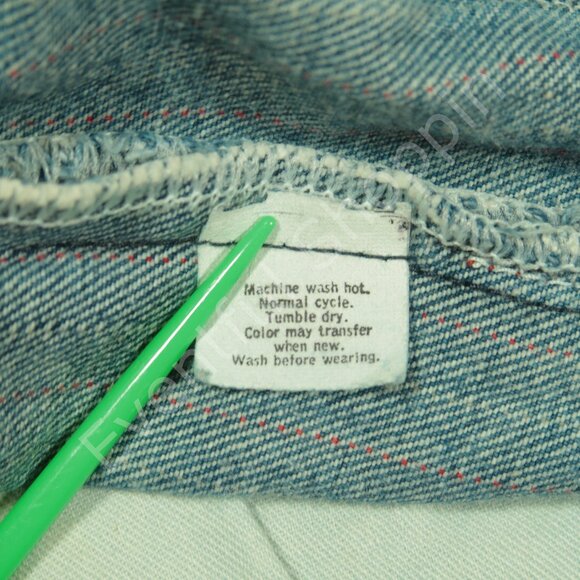 Machine wash hot.
Normal cycle.
Tumble dry.
Color may transfer
when new.
Wash before wearing.